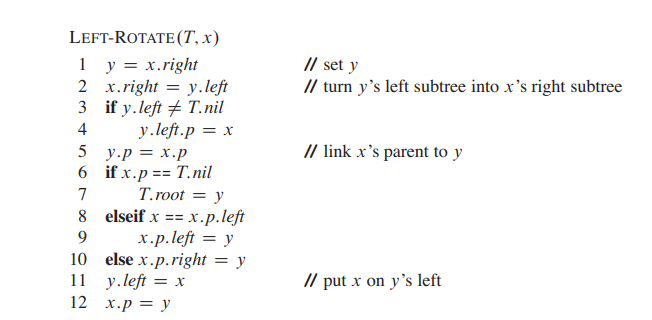 LEFT-ROTATE(T, x)
1 y = x.right // set y
2 x.right = y.left // turn y's left subtree into x's right subtree
3 if y.left ≠ T.nil
4 y.left.p = x
5 y.p = x.p // link x's parent to y
6 if x.p == T.nil
7 T.root = y
8 elseif x == x.p.left
9 x.p.left = y
10 else x.p.right = y
11 y.left = x // put x on y's left
12 x.p = y